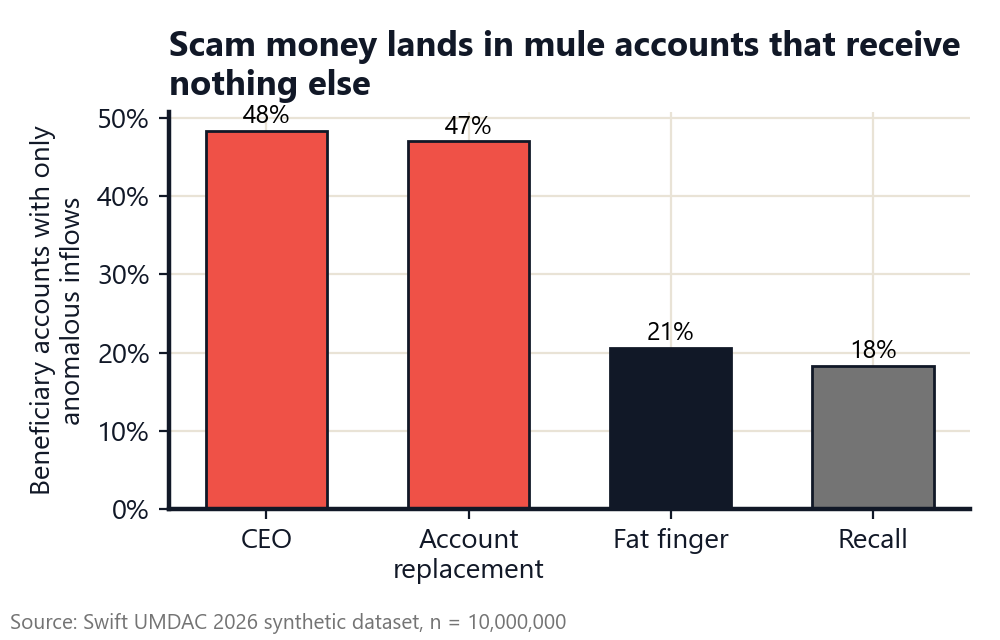 Scam money lands in mule accounts that receive
nothing else
Beneficiary accounts with only
anomalous inflows
50%
40%
30%
20%
10%
0%
48%
47%
21%
18%
CEO
Account
replacement
Fat finger
Recall
Source: Swift UMDAC 2026 synthetic dataset, n = 10,000,000